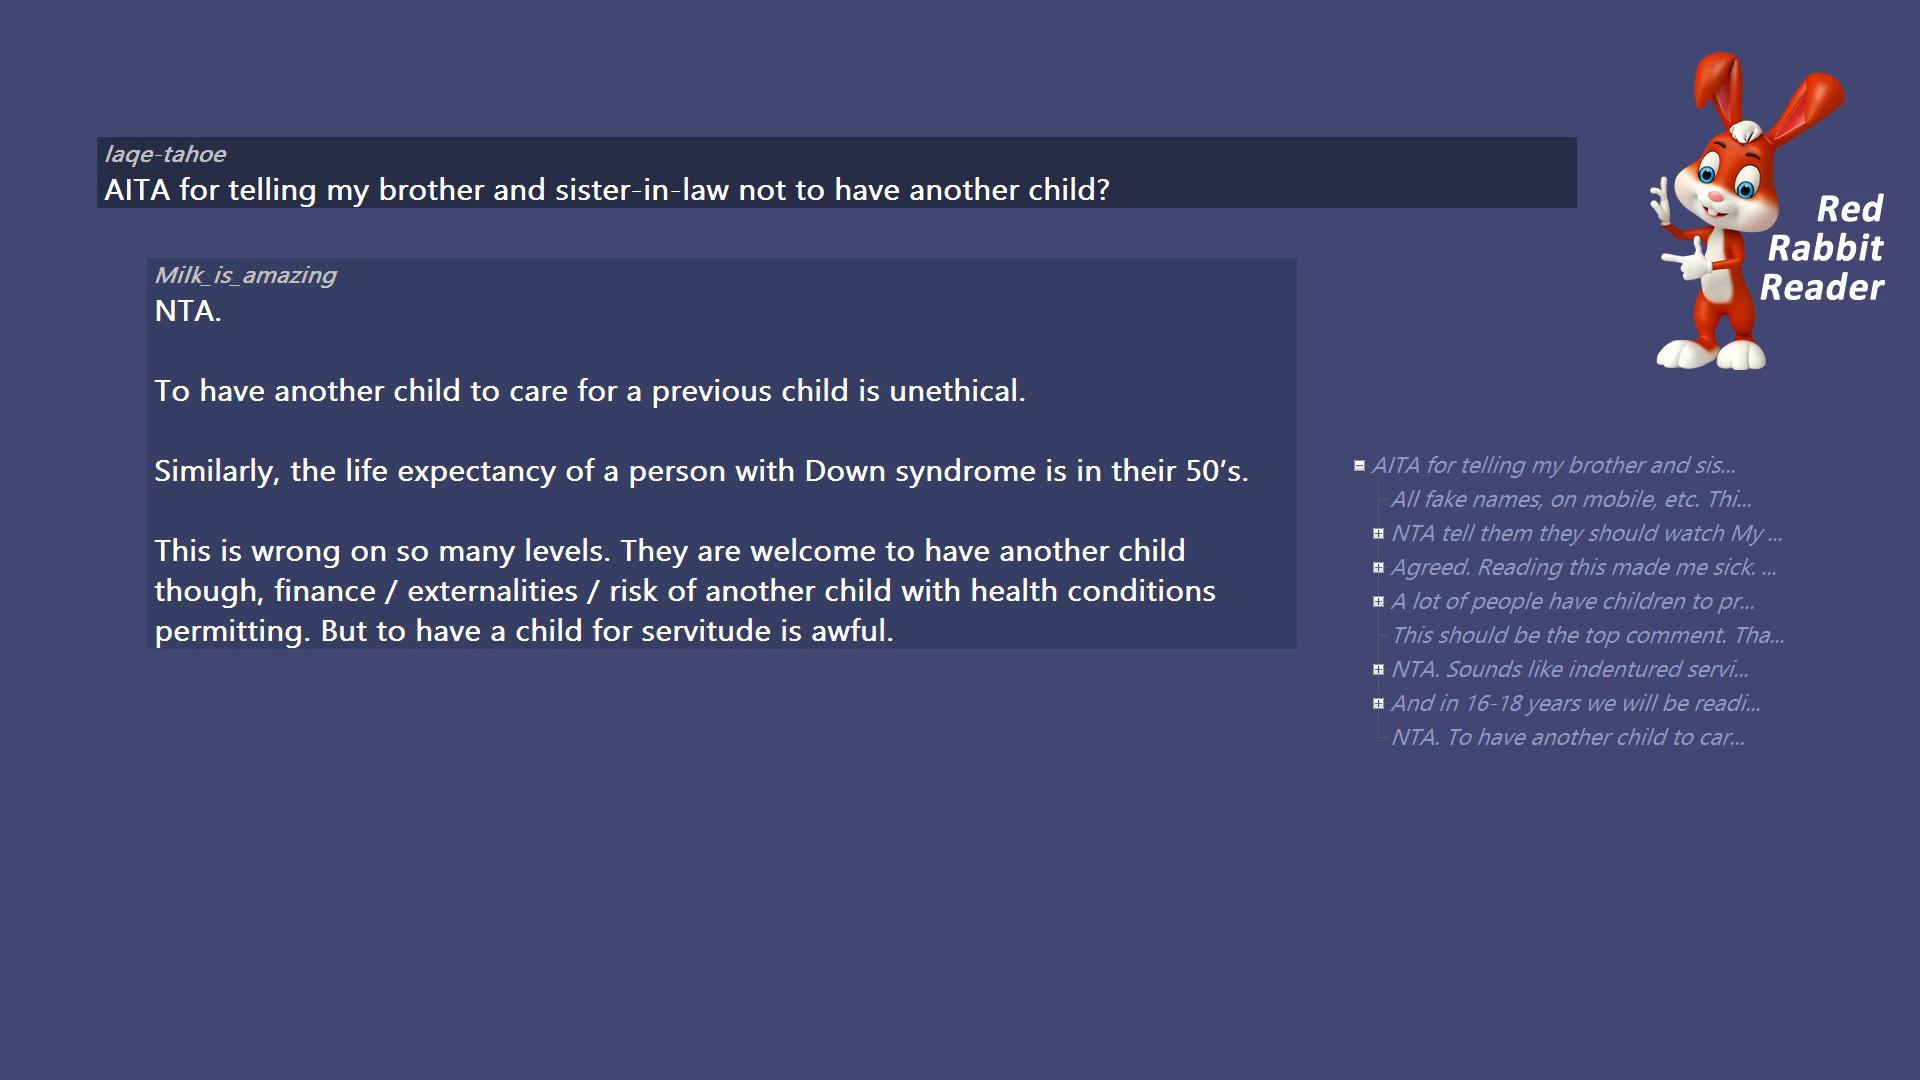 laqe-tahoe
AITA for telling my brother and sister-in-law not to have another child?
Milk_is_amazing
NTA.
To have another child to care for a previous child is unethical.
Similarly, the life expectancy of a person with Down syndrome is in their 50's.
This is wrong on so many levels. They are welcome to have another child
though, finance / externalities / risk of another child with health conditions
permitting. But to have a child for servitude is awful.
Red
Rabbit
Reader
AITA for telling my brother and sis...
All fake names, on mobile, etc. Thi...
NTA tell them they should watch My ...
Agreed. Reading this made me sick. ...
A lot of people have children to pr...
This should be the top comment. Tha...
NTA. Sounds like indentured servi...
And in 16-18 years we will be readi...
NTA. To have another child to car...